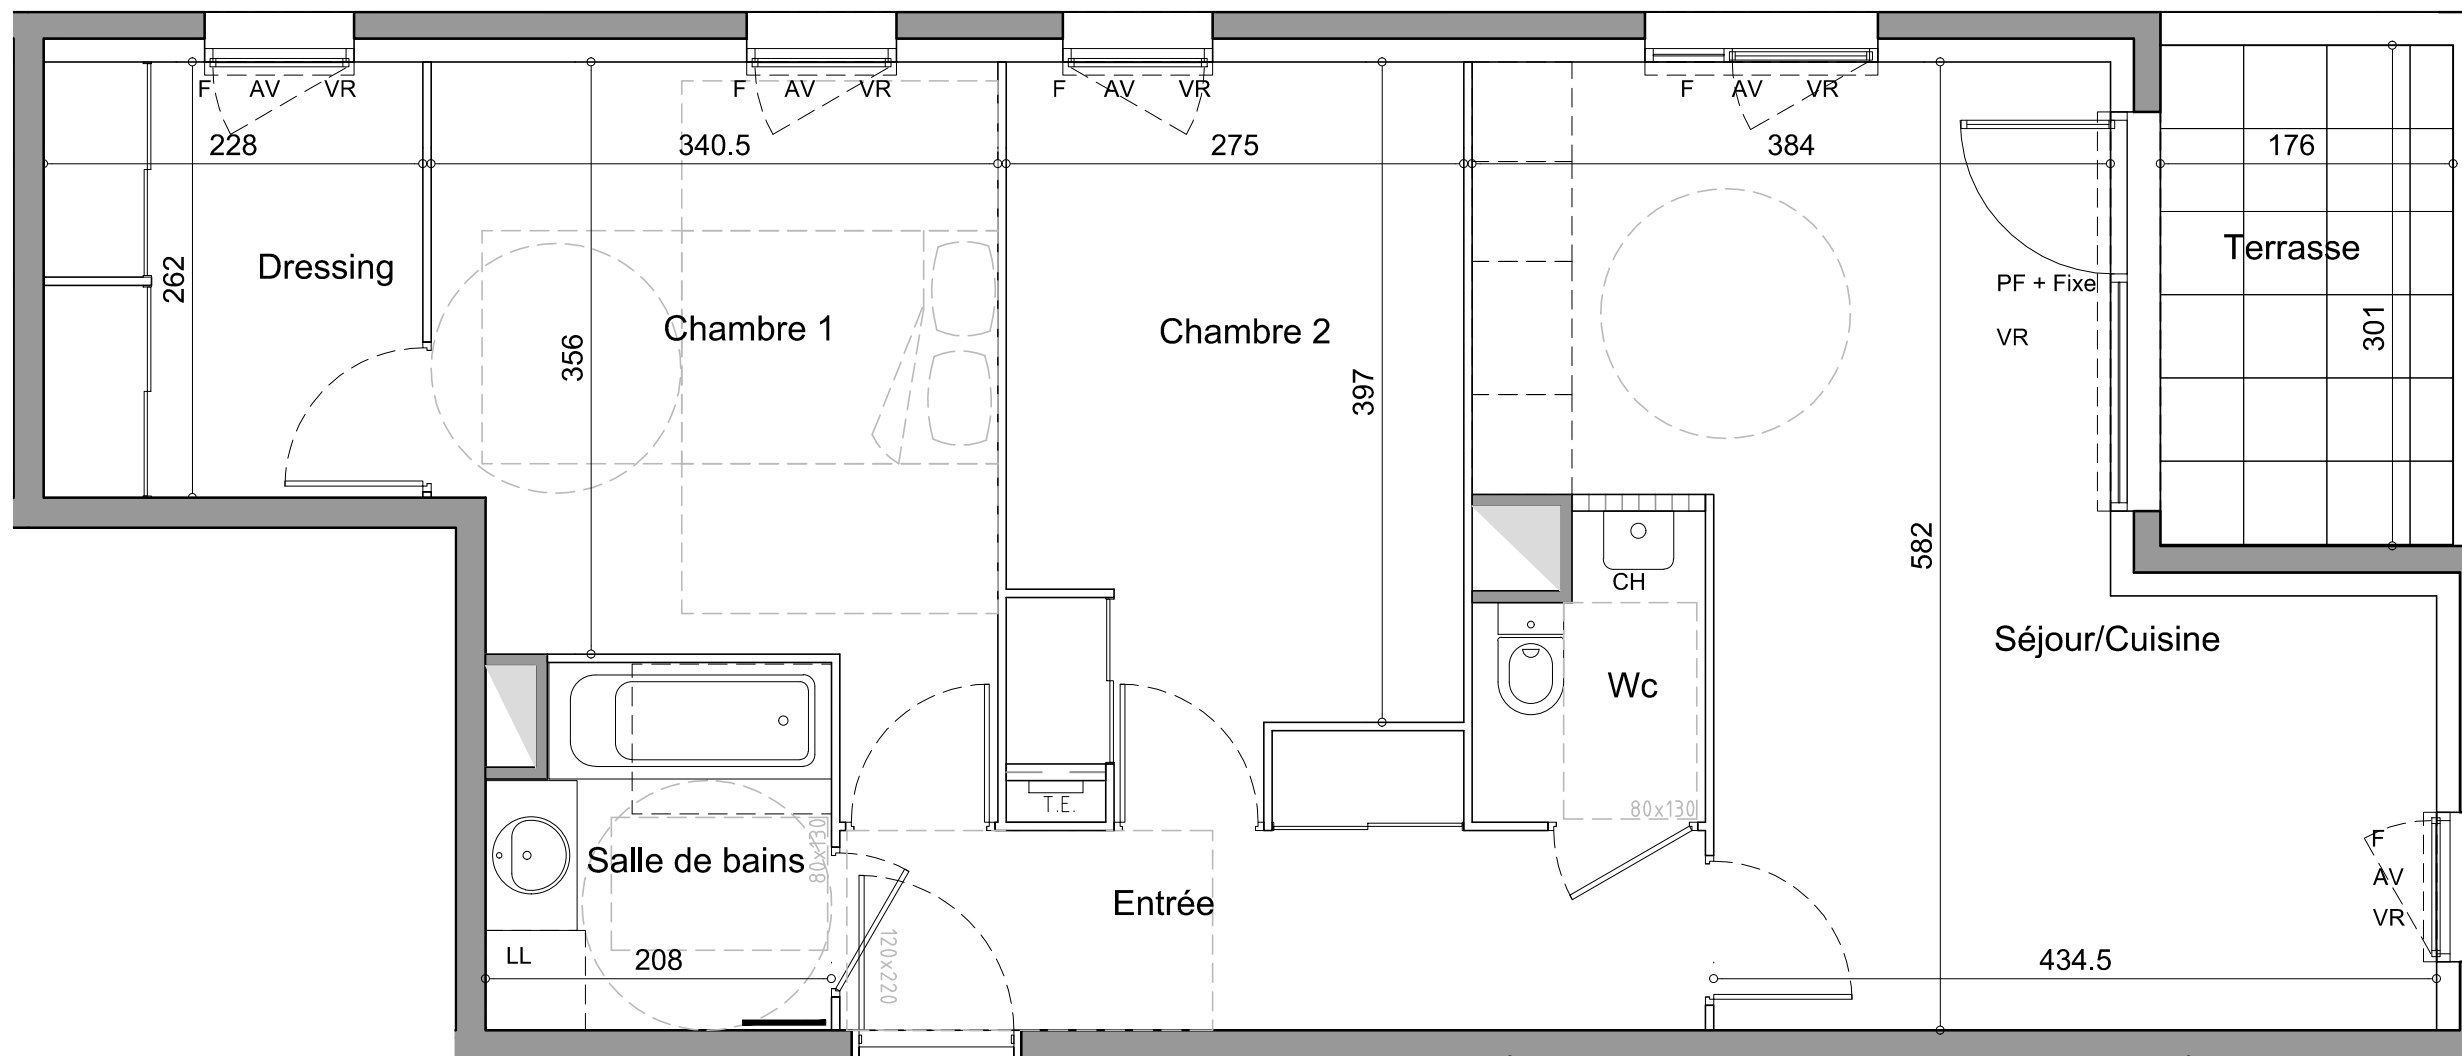 F AV VR
F AV VR
F AV VR
F AV VR
228
340.5
275
384
176
Dressing
262
Chambre 1
356
Chambre 2
397
Terrasse
301
PF + Fixe
VR
582
CH
Séjour/Cuisine
Wc
80x130
T.E.
Salle de bains
80x130
Entrée
120x220
LL
208
434.5
F
AV
VR